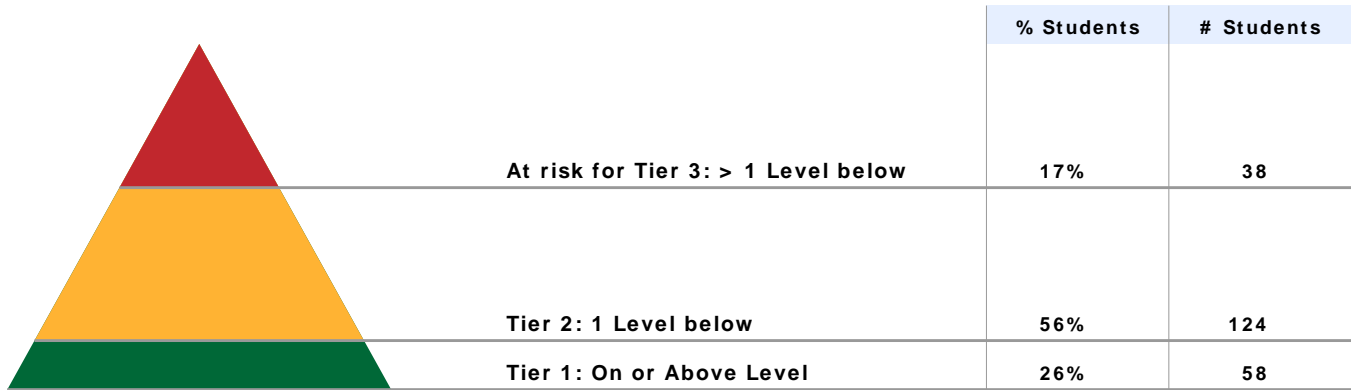 % Students # Students
At risk for Tier 3: > 1 Level below 17% 38
Tier 2: 1 Level below 56% 124
Tier 1: On or Above Level 26% 58